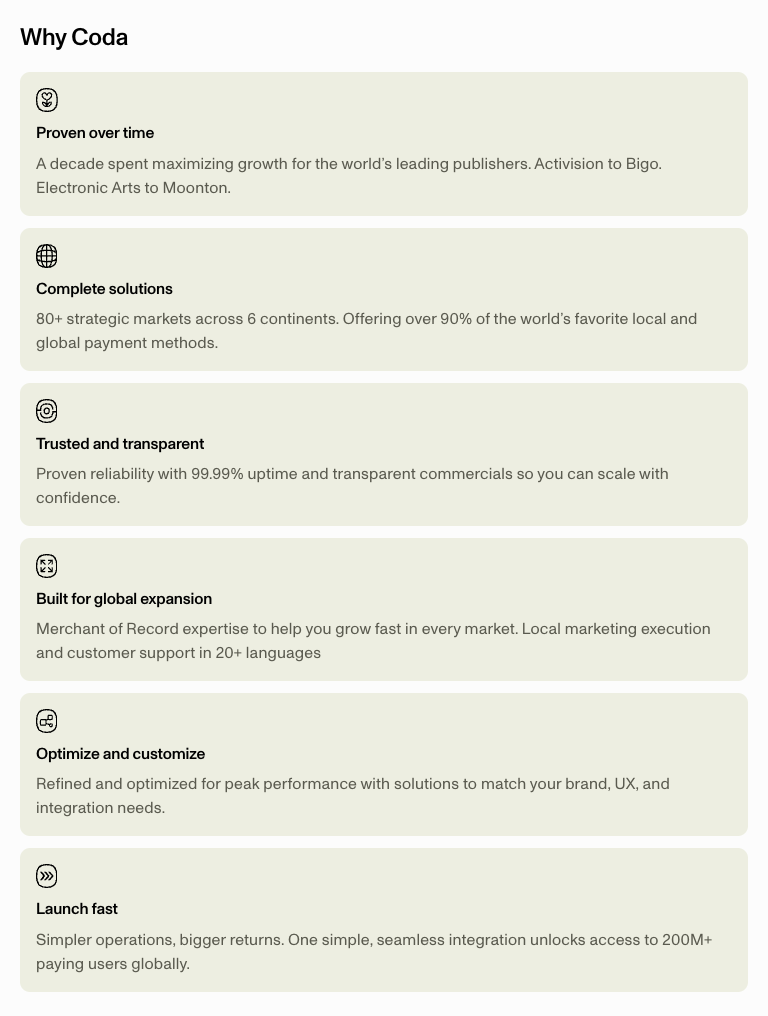 Why Coda
Proven over time
A decade spent maximizing growth for the world’s leading publishers. Activision to Bigo.
Electronic Arts to Moonton.
Complete solutions
80+ strategic markets across 6 continents. Offering over 90% of the world’s favorite local and
global payment methods.
Trusted and transparent
Proven reliability with 99.99% uptime and transparent commercials so you can scale with
confidence.
Built for global expansion
Merchant of Record expertise to help you grow fast in every market. Local marketing execution
and customer support in 20+ languages
Optimize and customize
Refined and optimized for peak performance with solutions to match your brand, UX, and
integration needs.
Launch fast
Simpler operations, bigger returns. One simple, seamless integration unlocks access to 200M+
paying users globally.